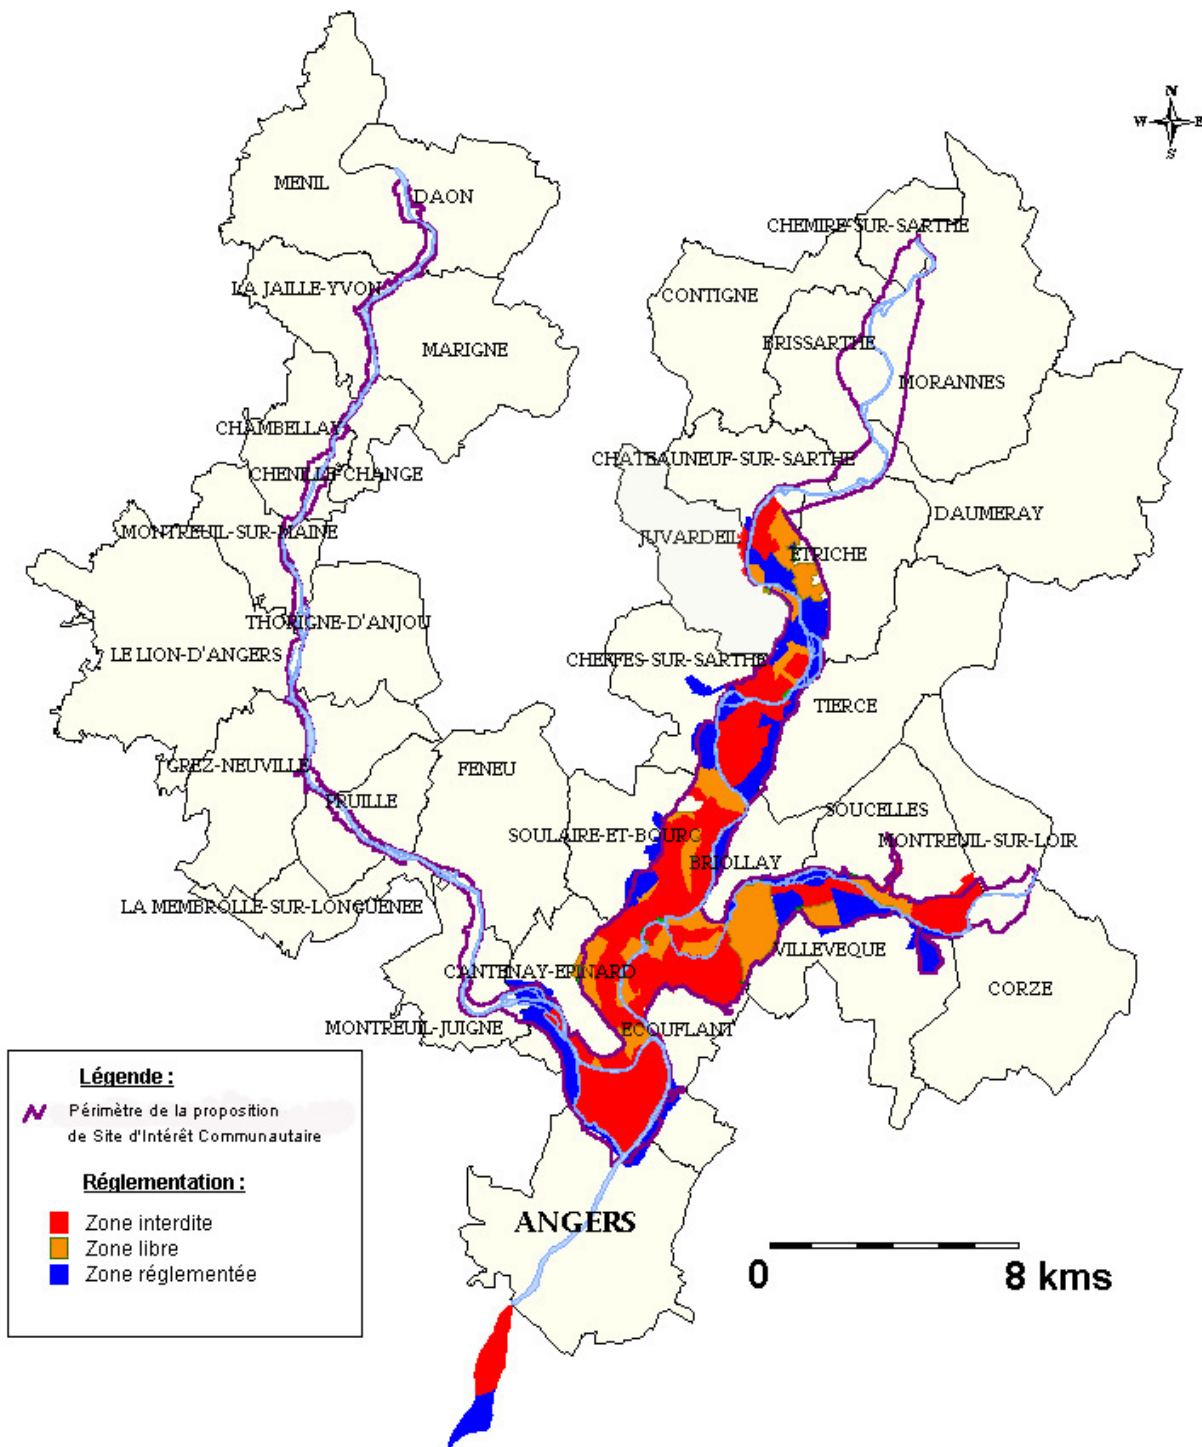 N
W E
S
MENIL
DAON
CHEMIRE-SUR-SARTHE
LA JAILLE-YVON
CONTIGNE
BRISSARTHE
MARIGNE
MORANNES
CHAMBELLAY
CHATEAUNEUF-SUR-SARTHE
CHENILLE-CHANGE
MONTREUIL-SUR-MAINE
JUVARDEIL
DAUMERAY
ETRICHE
THORIGNE-D'ANJOU
LE LION-D'ANGERS
CHEFFES-SUR-SARTHE
TIERCE
GREZ-NEUVILLE
FENEU
PRUILLE
SOUCELLES
SOULAIRE-ET-BOURG
MONTREUIL-SUR-LOIR
BRIOLLAY
LA MEMBROLLE-SUR-LONGUENEE
VILLEVEQUE
CANTENAY-EPINARD
CORZE
MONTREUIL-JUIGNE
ECOUFLANT
ANGERS
Légende :
Périmètre de la proposition
de Site d'Intérêt Communautaire
Réglementation :
Zone interdite
Zone libre
Zone réglementée
0 8 kms